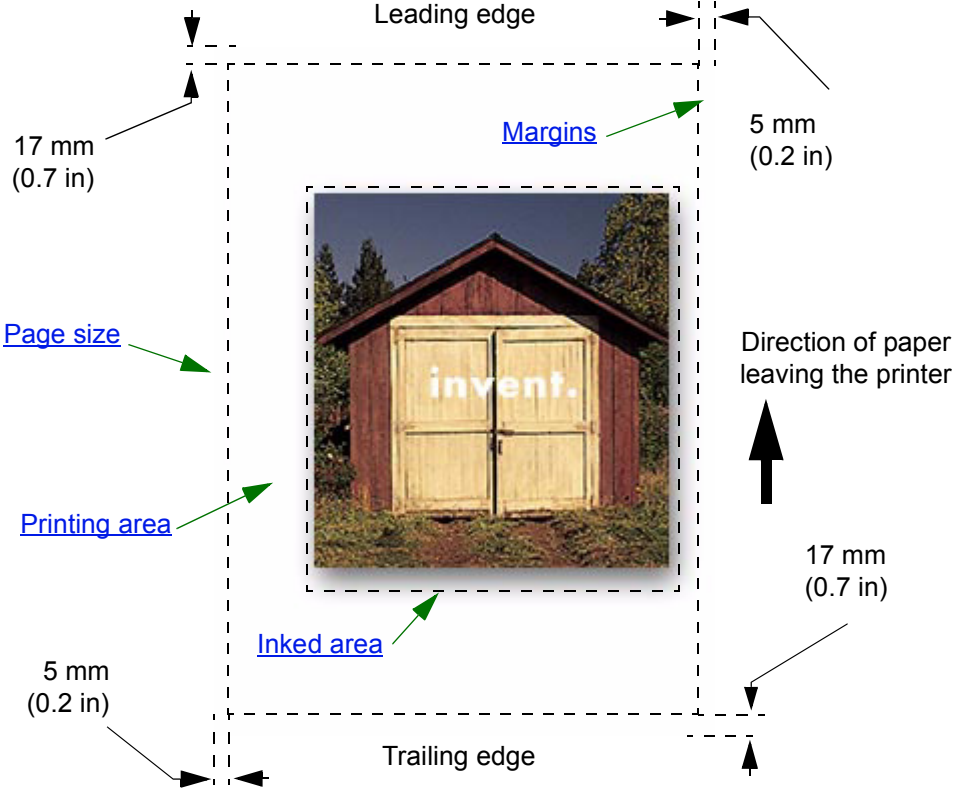 Leading edge
17 mm
(0.7 in)
Margins
5 mm
(0.2 in)
Page size
invent.
Direction of paper
leaving the printer
Printing area
17 mm
(0.7 in)
Inked area
5 mm
(0.2 in)
Trailing edge